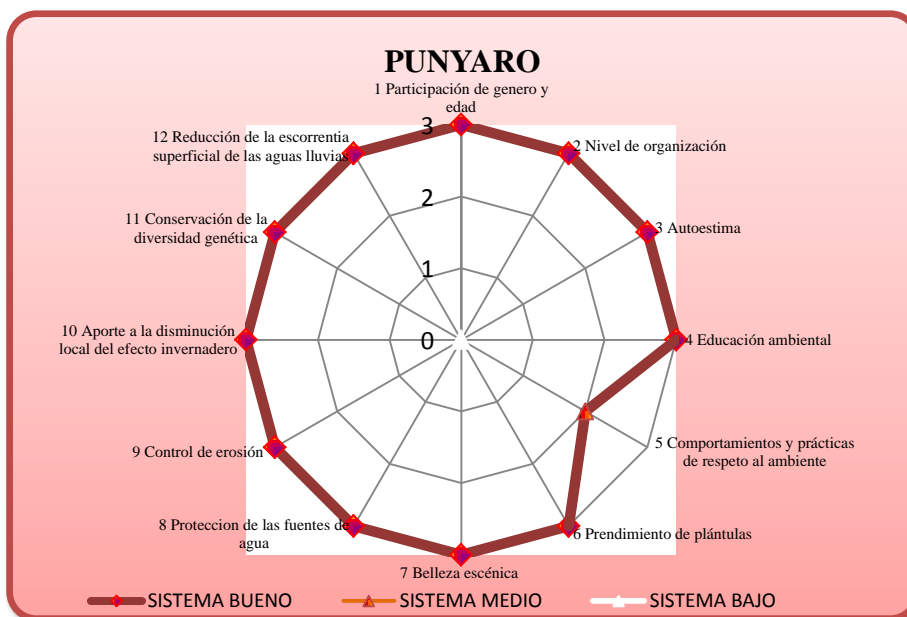 PUNYARO
1 Participación de genero y
edad
2 Nivel de organización
3 Autoestima
4 Educación ambiental
5 Comportamientos y prácticas
de respeto al ambiente
6 Prendimiento de plántulas
7 Belleza escénica
8 Proteccion de las fuentes de
agua
9 Control de erosión
10 Aporte a la disminución
local del efecto invernadero
11 Conservación de la
diversidad genética
12 Reducción de la escorrentia
superficial de las aguas lluvias
3
2
1
0
SISTEMA BUENO
SISTEMA MEDIO
SISTEMA BAJO